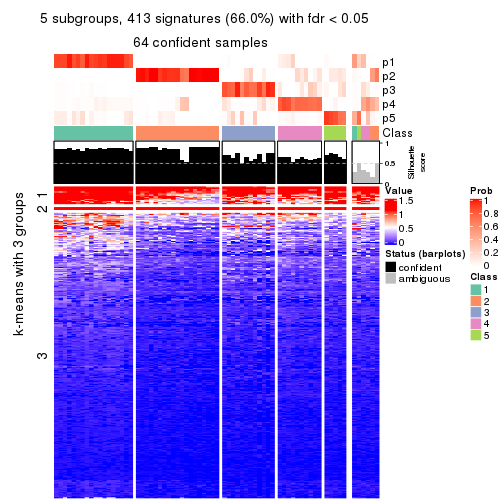 5 subgroups, 413 signatures (66.0%) with fdr < 0.05
64 confident samples
p1
p2
p3
p4
p5
Class
1
0.5
0
Silhouette
score
k-means with 3 groups
1
2
3
Value
1.5
1
0.5
0
Status (barplots)
confident
ambiguous
Prob
1
0.8
0.6
0.4
0.2
0
Class
1
2
3
4
5